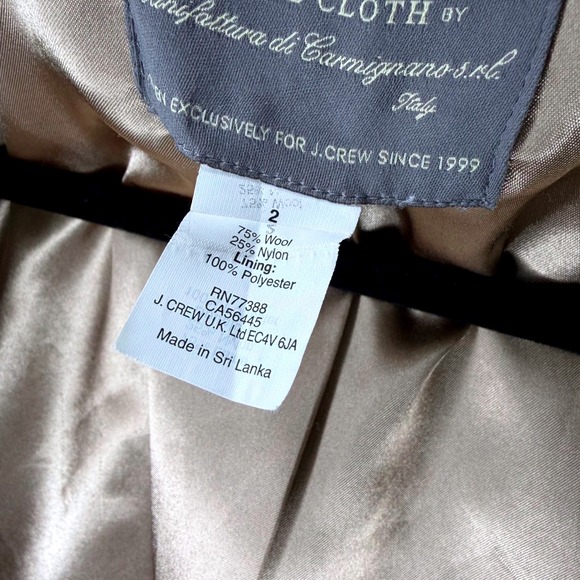 CLOTH BY
Manifattura di Carmignano s.r.l.
Italy
EXCLUSIVELY FOR J.CREW SINCE 1999
2
75% Wool
25% Nylon
Lining:
100% Polyester
RN77388
CA56445
J. CREW U.K. Ltd EC4V 6JA
Made in Sri Lanka